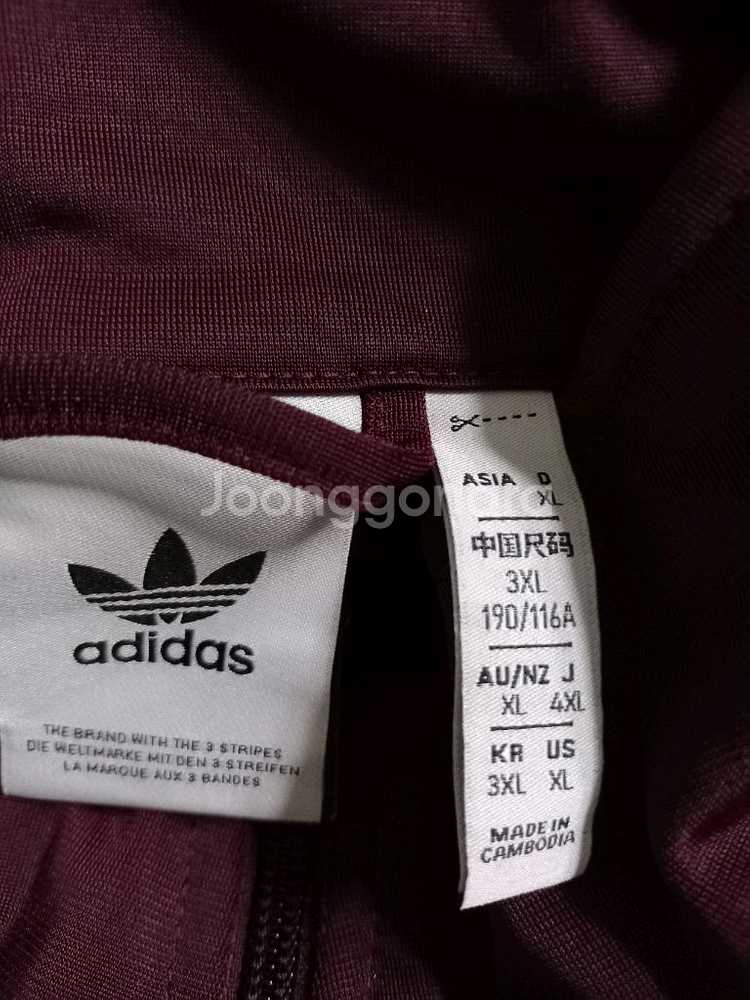 adidas
THE BRAND WITH THE 3 STRIPES
DIE WELTMARKE MIT DEN 3 STREIFEN
LA MARQUE AUX 3 BANDES
ASIA D
XL
中国尺码
3XL
190/116A
AU/NZ J
XL 4XL
KR US
3XL XL
MADE IN
CAMBODIA